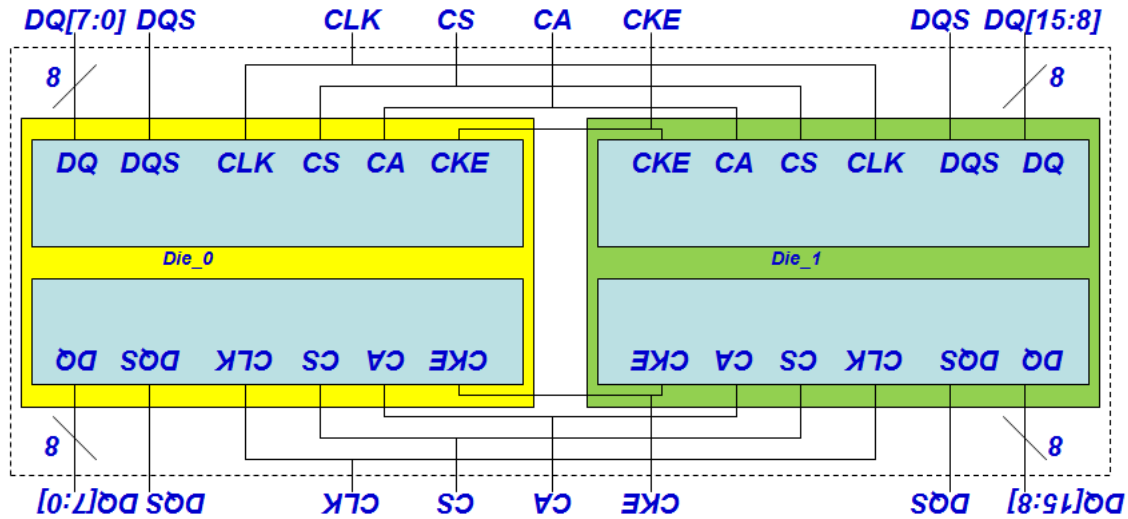 DQ[7:0] DQS CLK CS CA CKE DQS DQ[15:8]
8 8
DQ DQS CLK CS CA CKE CKE CA CS CLK DQS DQ
Die_0 Die_1
DQ DQS CLK CS CA CKE CKE CA CS CLK DQS DQ
8 8
DQ[7:0] DQS CLK CS CA CKE DQS DQ[15:8]